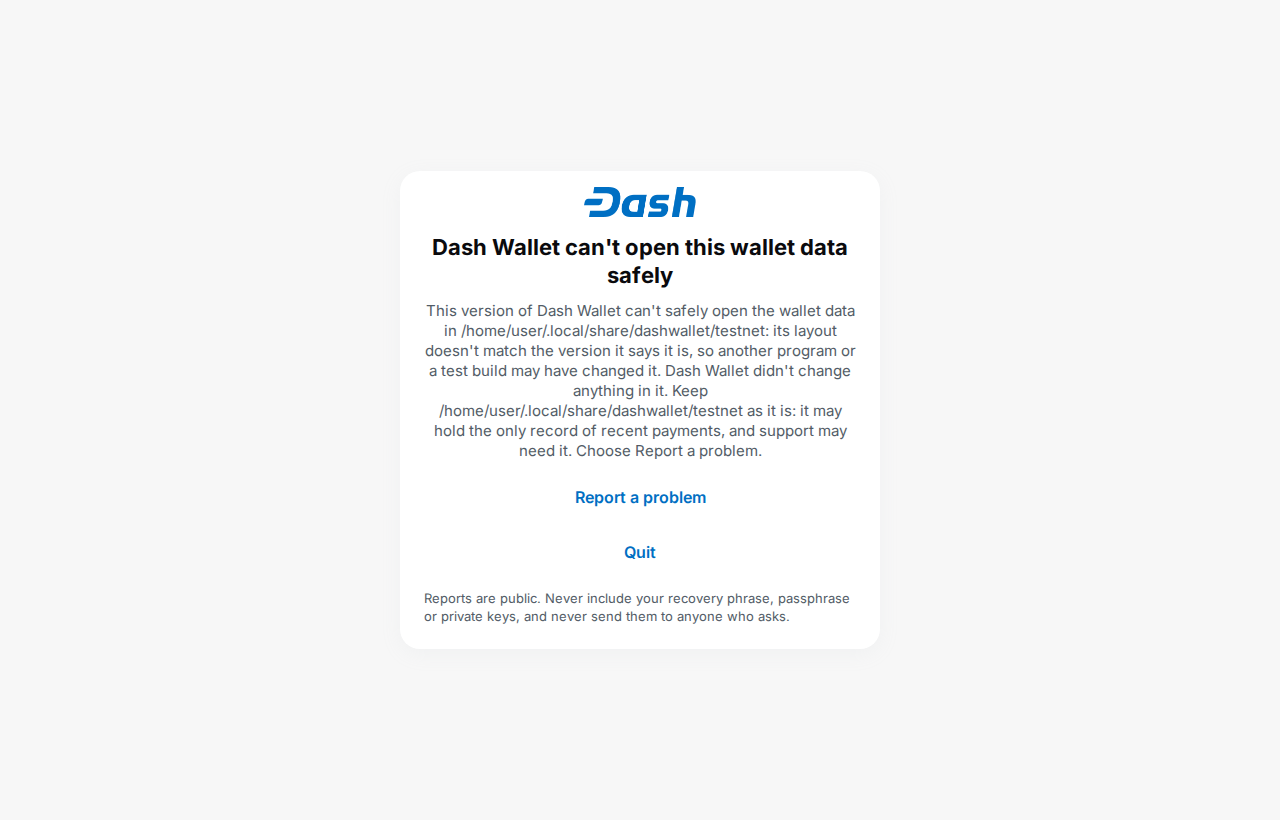 Dash
Dash Wallet can't open this wallet data
safely
This version of Dash Wallet can't safely open the wallet data
in /home/user/.local/share/dashwallet/testnet: its layout
doesn't match the version it says it is, so another program or
a test build may have changed it. Dash Wallet didn't change
anything in it. Keep
/home/user/.local/share/dashwallet/testnet as it is: it may
hold the only record of recent payments, and support may
need it. Choose Report a problem.
Report a problem
Quit
Reports are public. Never include your recovery phrase, passphrase
or private keys, and never send them to anyone who asks.